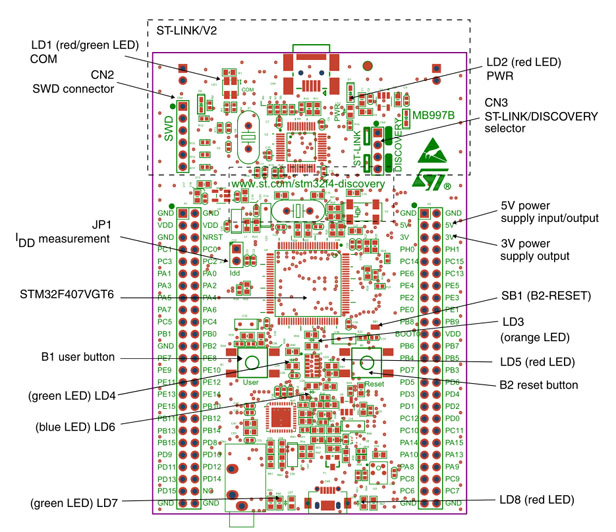 ST-LINK/V2
LD1 (red/green LED)
COM
LD2 (red LED)
PWR
CN2
SWD connector
CN3
ST-LINK/DISCOVERY
selector
COM
PWR
MB997B
SWD
ST-LINK
DISCOVERY
www.st.com/stm32f4-discovery
5V power
supply input/output
3V power
supply output
JP1
IDD measurement
Idd
STM32F407VGT6
SB1 (B2-RESET)
LD3
(orange LED)
B1 user button
LD5 (red LED)
User
Reset
B2 reset button
(green LED) LD4
(blue LED) LD6
(green LED) LD7
LD8 (red LED)
GND GND
VDD VDD
GND NRST
PC1 PC0
PC3 PC2
PA1 PA0
PA3 PA2
PA5 PA4
PA7 PA6
PC5 PC4
PB1 PB0
GND PB2
PE7 PE8
PE9 PE10
PE11 PE12
PE13 PE14
PE15 PB10
PB11 PB12
PB13 PB14
PB15 PD8
PD9 PD10
PD11 PD12
PD13 PD14
PD15 NC
GND GND
GND GND
5V 5V
3V 3V
PH0 PH1
PC14 PC15
PC13
PE6
PE4 PE5
PE2 PE3
PE0 PE1
PB8 PB9
BOOT0 VDD
PB6 PB7
PB4 PB5
PD7 PB3
PD5 PD6
PD3 PD4
PD1 PD2
PC12 PD0
PC10 PC11
PA14 PA15
PA10 PA13
PA8 PA9
PC8 PC9
PC6 PC7
GND GND